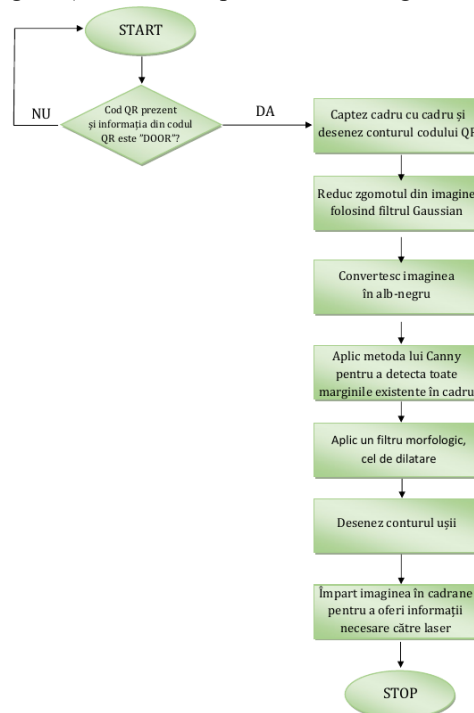 START
Cod QR prezent
și informația din codul
QR este "DOOR"?
NU
DA
Captez cadru cu cadru și
desenez conturul codului QR
Reduc zgomotul din imagine
folosind filtrul Gaussian
Convertesc imaginea
în alb-negru
Aplic metoda lui Canny
pentru a detecta toate
marginile existente în cadru
Aplic un filtru morfologic,
cel de dilatare
Desenez conturul ușii
Împart imaginea în cadrane
pentru a oferi informații
necesare către laser
STOP